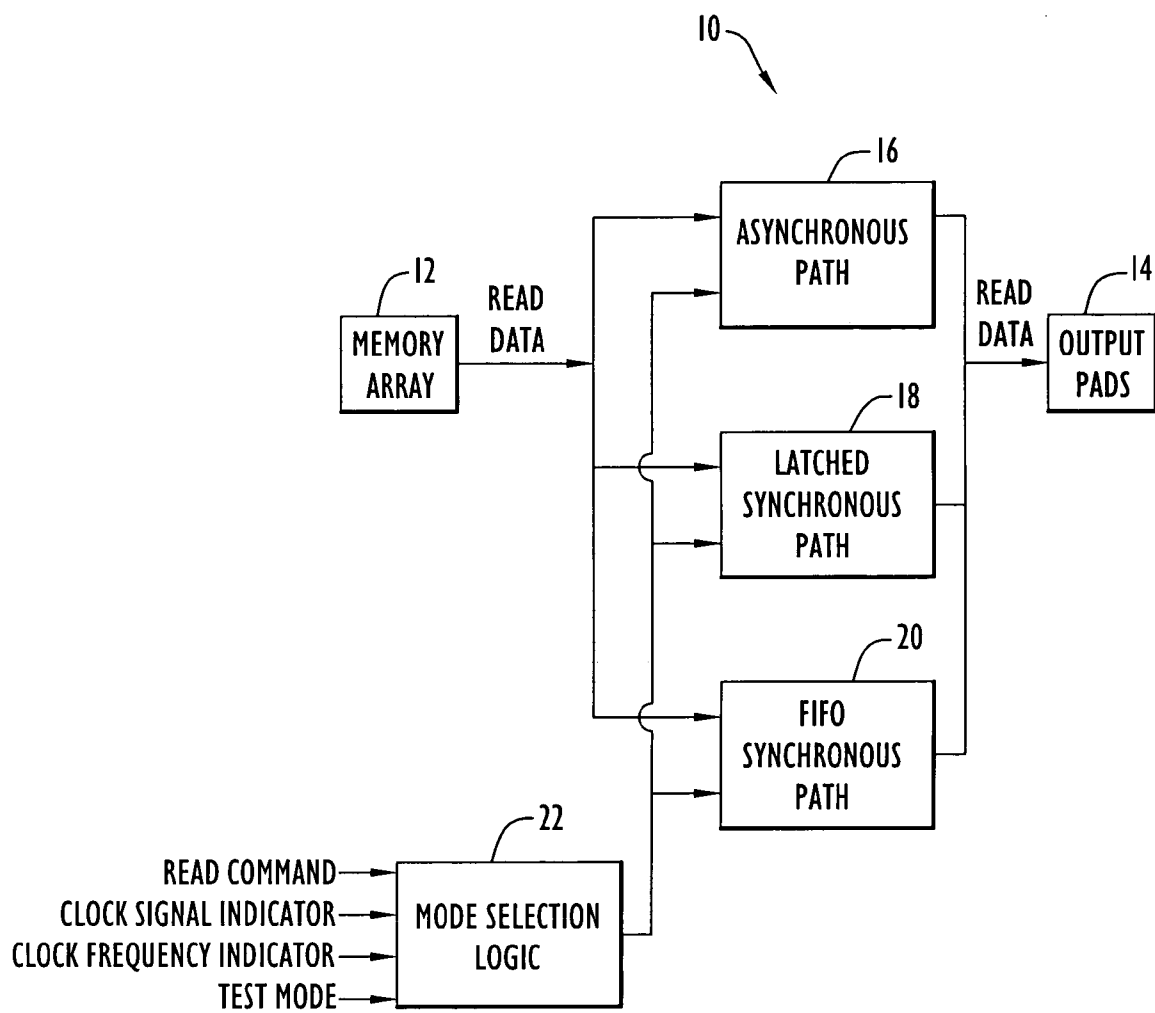 10
16
ASYNCHRONOUS
PATH
12
MEMORY
ARRAY
READ
DATA
READ
DATA
14
OUTPUT
PADS
18
LATCHED
SYNCHRONOUS
PATH
20
FIFO
SYNCHRONOUS
PATH
22
MODE SELECTION
LOGIC
READ COMMAND
CLOCK SIGNAL INDICATOR
CLOCK FREQUENCY INDICATOR
TEST MODE